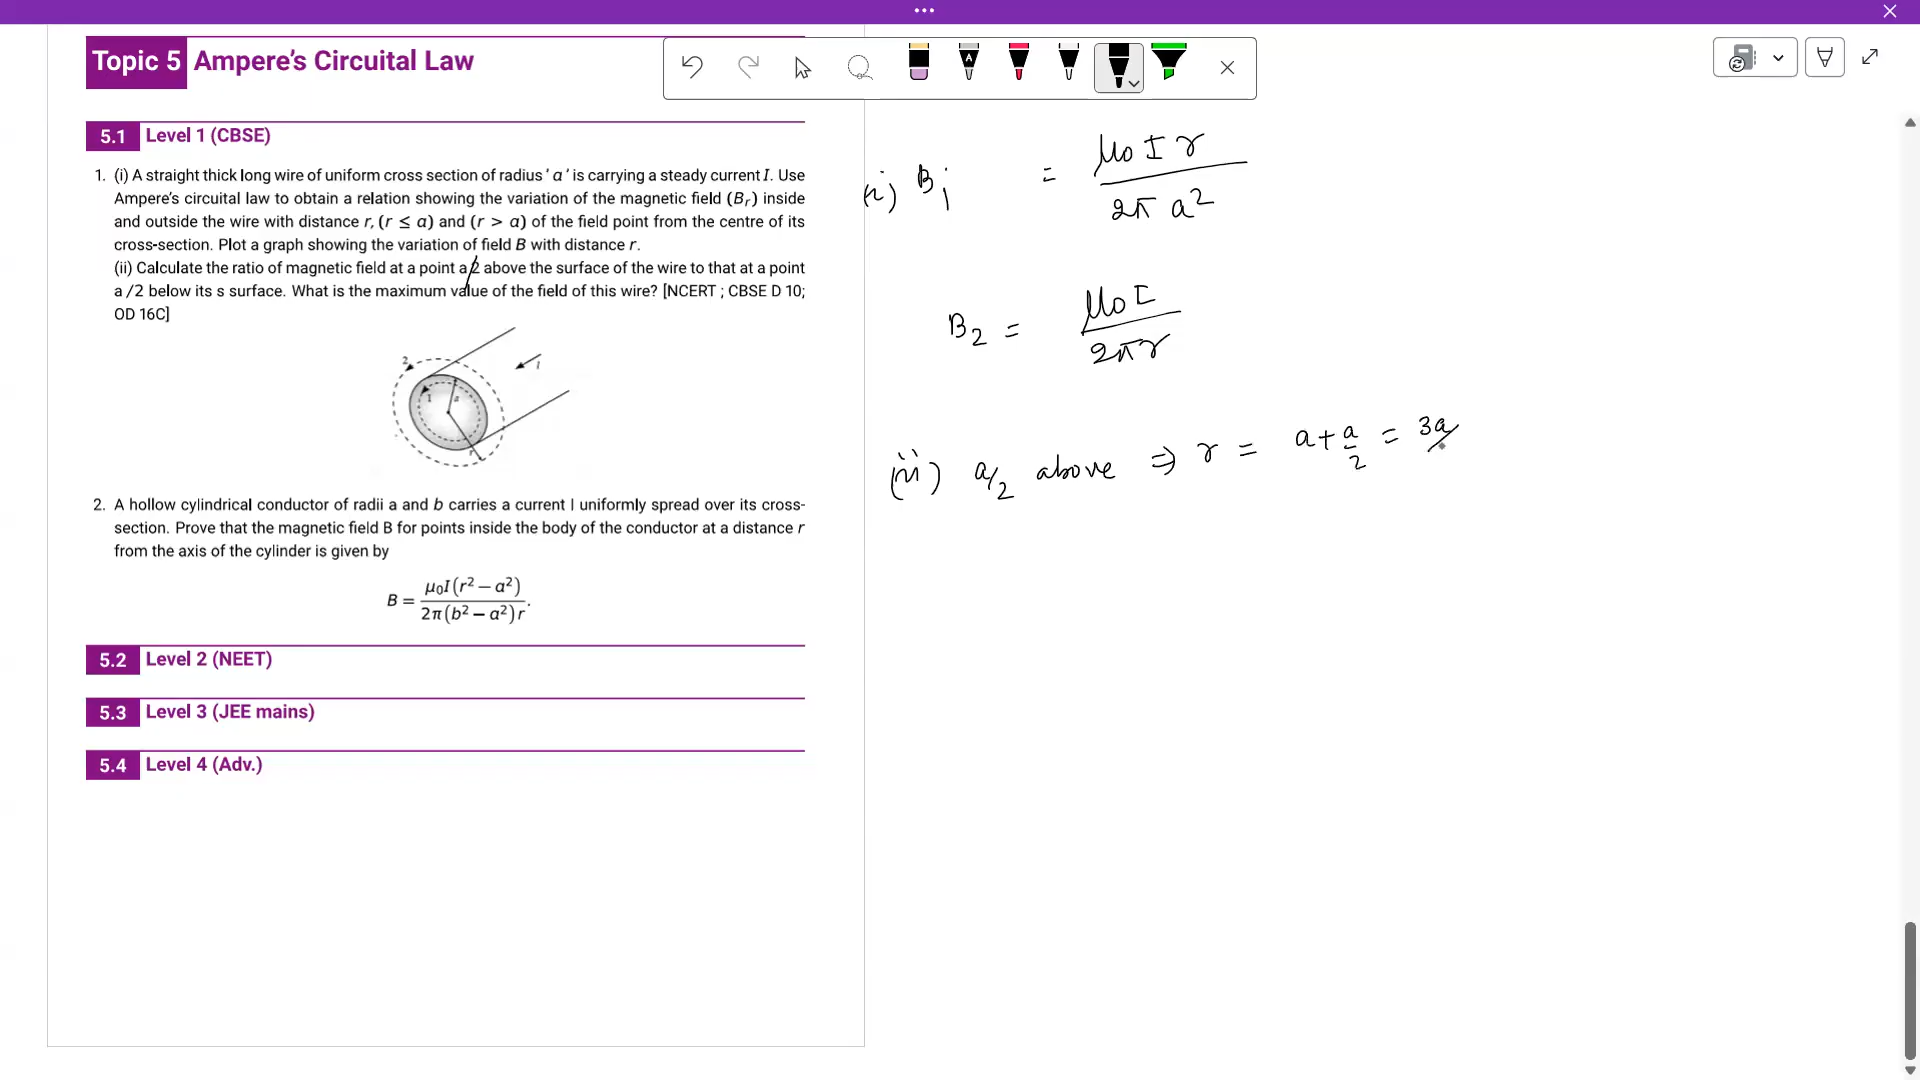 Topic 5 Ampere's Circuital Law
5.1 Level 1 (CBSE)
1. (i) A straight thick long wire of uniform cross section of radius ' a ' is carrying a steady current I. Use
Ampere's circuital law to obtain a relation showing the variation of the magnetic field (Br) inside
and outside the wire with distance r, (r ≤ a) and (r > a) of the field point from the centre of its
cross-section. Plot a graph showing the variation of field B with distance r.
(ii) Calculate the ratio of magnetic field at a point a/2 above the surface of the wire to that at a point
a /2 below its s surface. What is the maximum value of the field of this wire? [NCERT ; CBSE D 10;
OD 16C]
2
I
1
a
r
2. A hollow cylindrical conductor of radii a and b carries a current I uniformly spread over its cross-
section. Prove that the magnetic field B for points inside the body of the conductor at a distance r
from the axis of the cylinder is given by
B = μ0I(r² − a²) / 2π(b² − a²)r .
5.2 Level 2 (NEET)
5.3 Level 3 (JEE mains)
5.4 Level 4 (Adv.)
(i) B1 = μ0 I r / 2π a²
B2 = μ0 I / 2πr
(ii) a/2 above ⇒ r = a + a/2 = 3a/